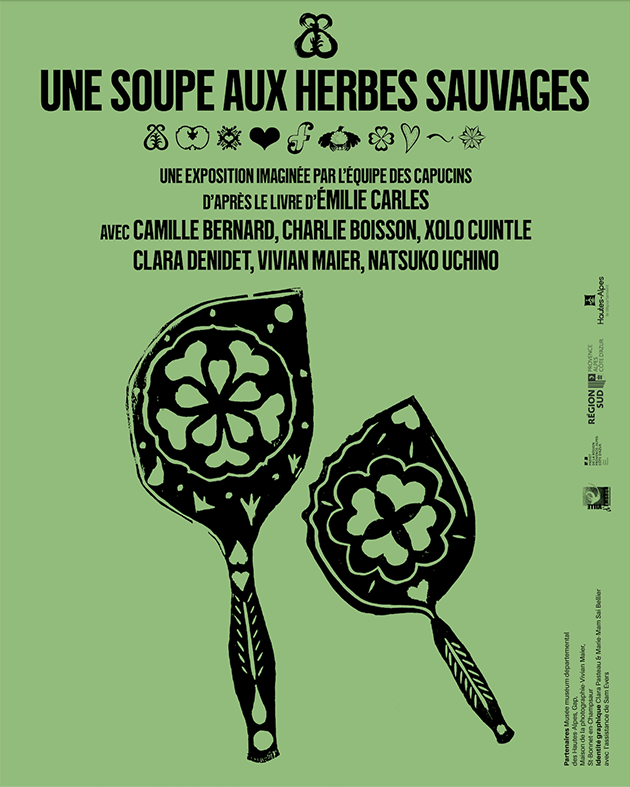 UNE SOUPE AUX HERBES SAUVAGES
UNE EXPOSITION IMAGINÉE PAR L'ÉQUIPE DES CAPUCINS
D'APRÈS LE LIVRE D'ÉMILIE CARLES
AVEC CAMILLE BERNARD, CHARLIE BOISSON, XOLO CUINTLE
CLARA DENIDET, VIVIAN MAIER, NATSUKO UCHINO
Hautes-Alpes
le département
RÉGION
SUD
PROVENCE
ALPES
CÔTE D'AZUR
Partenaires Musée muséum départemental
des Hautes Alpes, Gap,
Maison de la photographie Vivian Maier,
St-Bonnet en Champsaur
Identité graphique Clara Pasteau & Marie-Mam Sai Bellier
avec l'assistance de Sam Evers